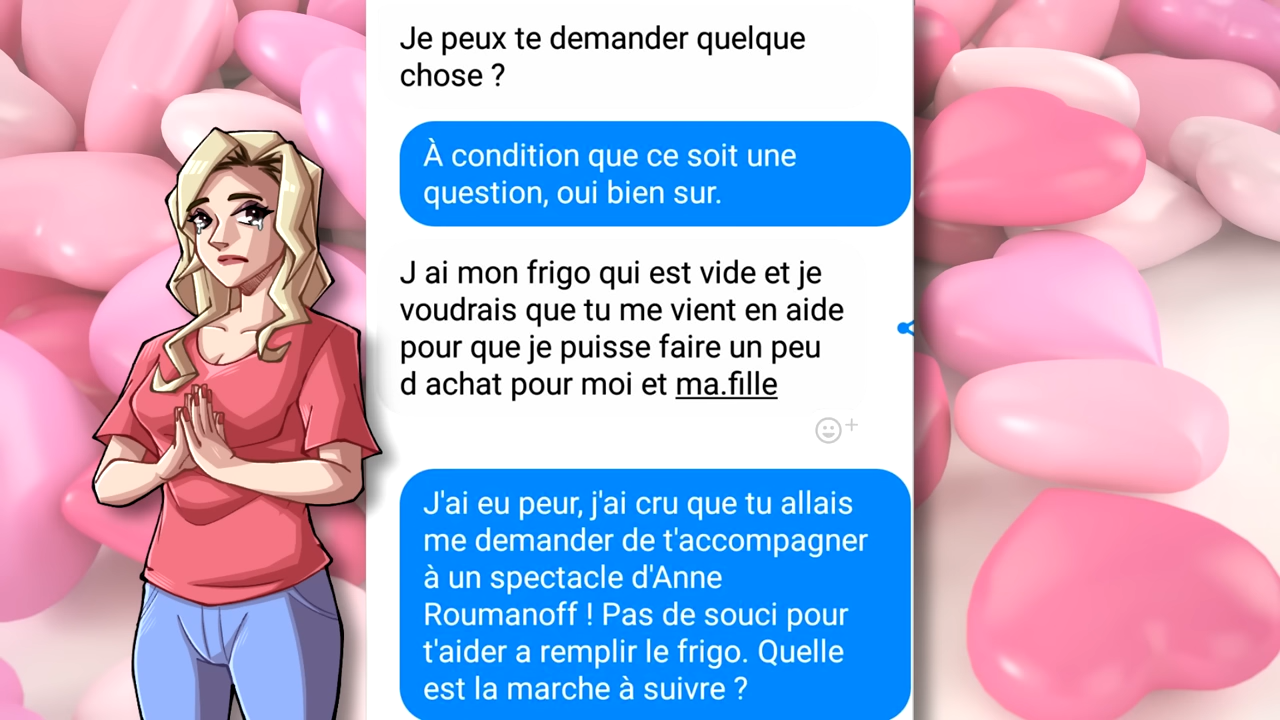 Je peux te demander quelque
chose ?
À condition que ce soit une
question, oui bien sur.
J ai mon frigo qui est vide et je
voudrais que tu me vient en aide
pour que je puisse faire un peu
d achat pour moi et ma.fille
J'ai eu peur, j'ai cru que tu allais
me demander de t'accompagner
à un spectacle d'Anne
Roumanoff ! Pas de souci pour
t'aider a remplir le frigo. Quelle
est la marche à suivre ?